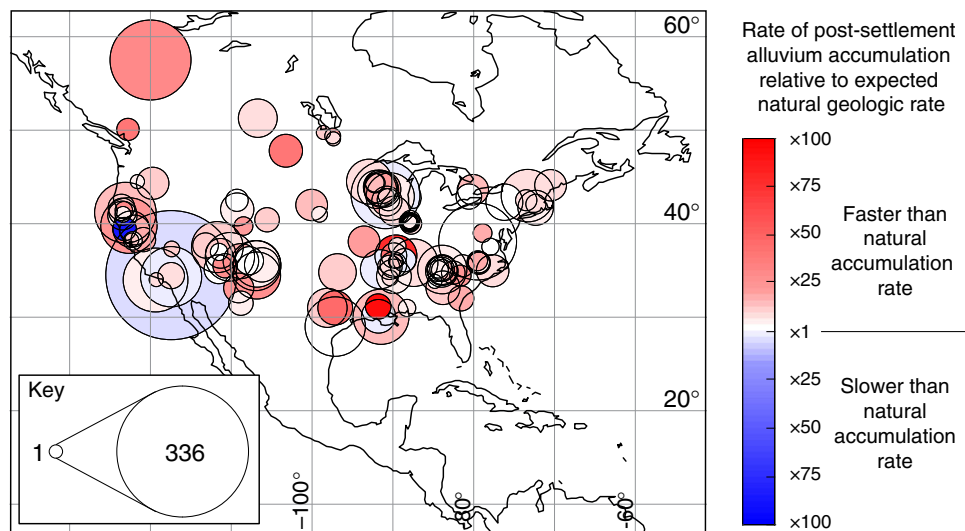 60°
40°
20°
−100°
−80°
−60°
Key
1
336
Rate of post-settlement
alluvium accumulation
relative to expected
natural geologic rate
×100
×75
×50
×25
×1
×25
×50
×75
×100
Faster than
natural
accumulation
rate
Slower than
natural
accumulation
rate